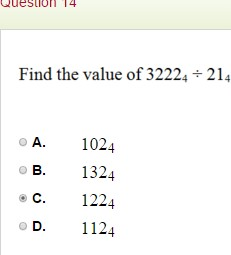 Question 14
Find the value of 3222₄ ÷ 21₄
A. 102₄
B. 132₄
C. 122₄
D. 112₄